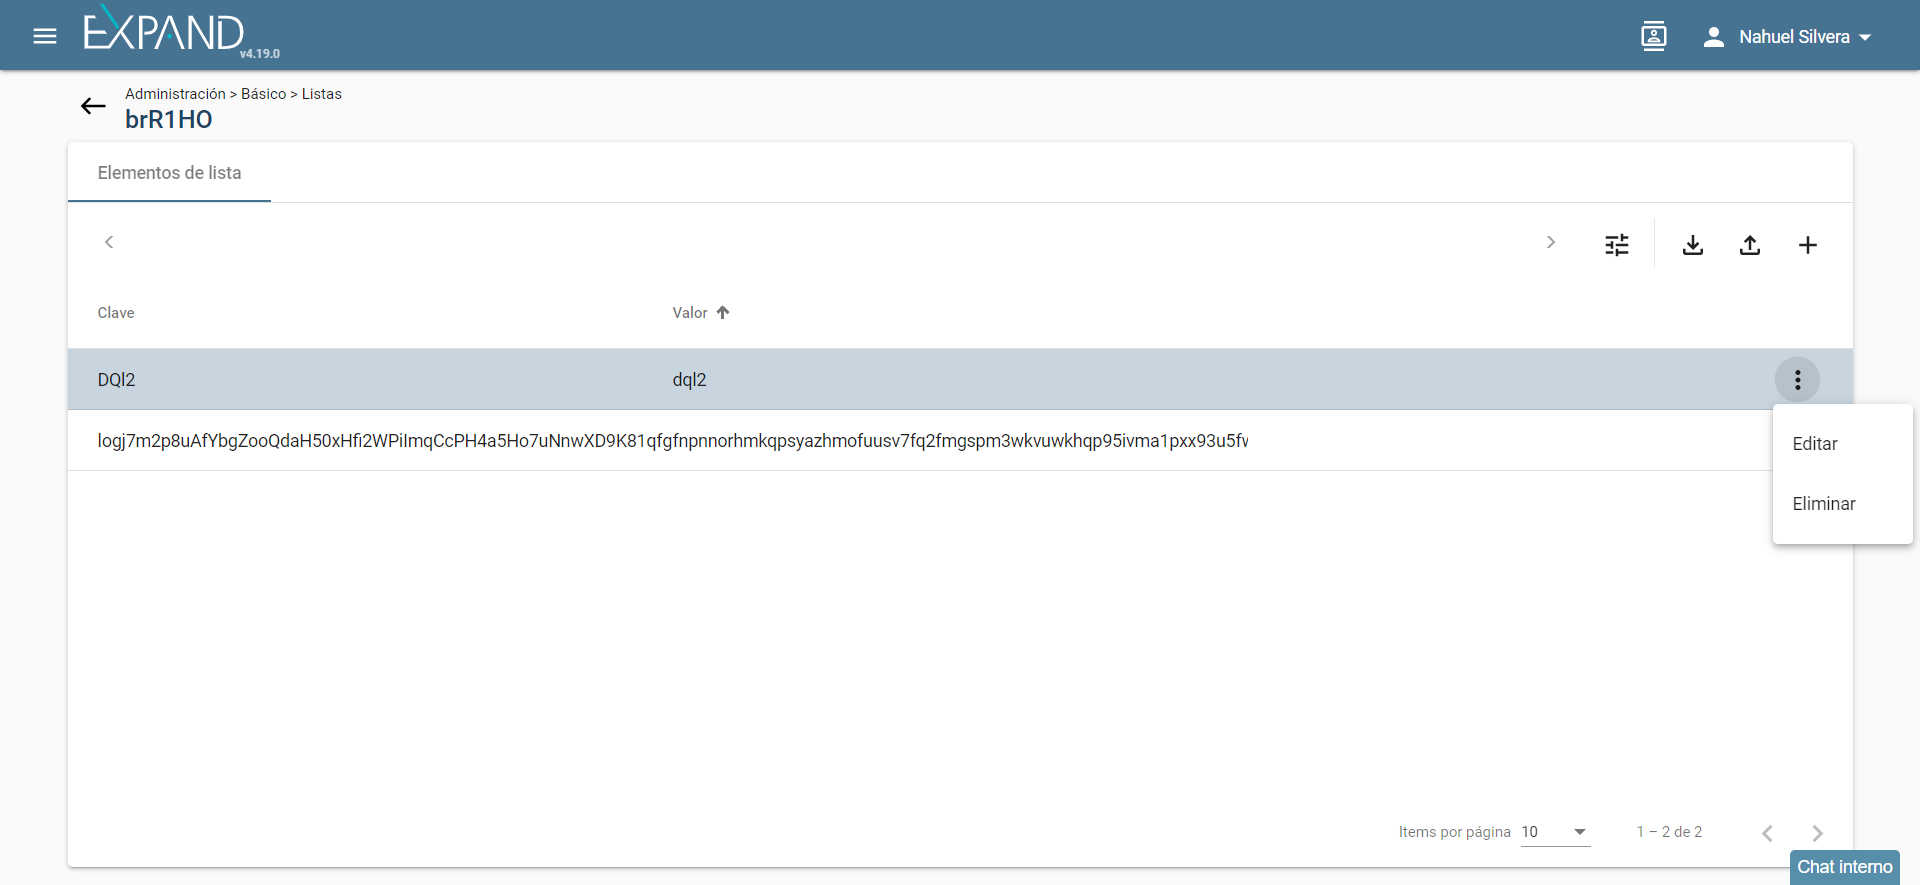 EXPAND
v4.19.0
Nahuel Silvera
Administración > Básico > Listas
brR1HO
Elementos de lista
Clave
Valor
DQl2
dql2
logj7m2p8uAfYbgZooQdaH50xHfi2WPiImqCcPH4a5Ho7uNnwXD9K81qfgfnpnnorhmkqpsyazhmofuusv7fq2fmgspm3wkvuwkhqp95ivma1pxx93u5fv
Editar
Eliminar
Items por página
10
1 – 2 de 2
Chat interno